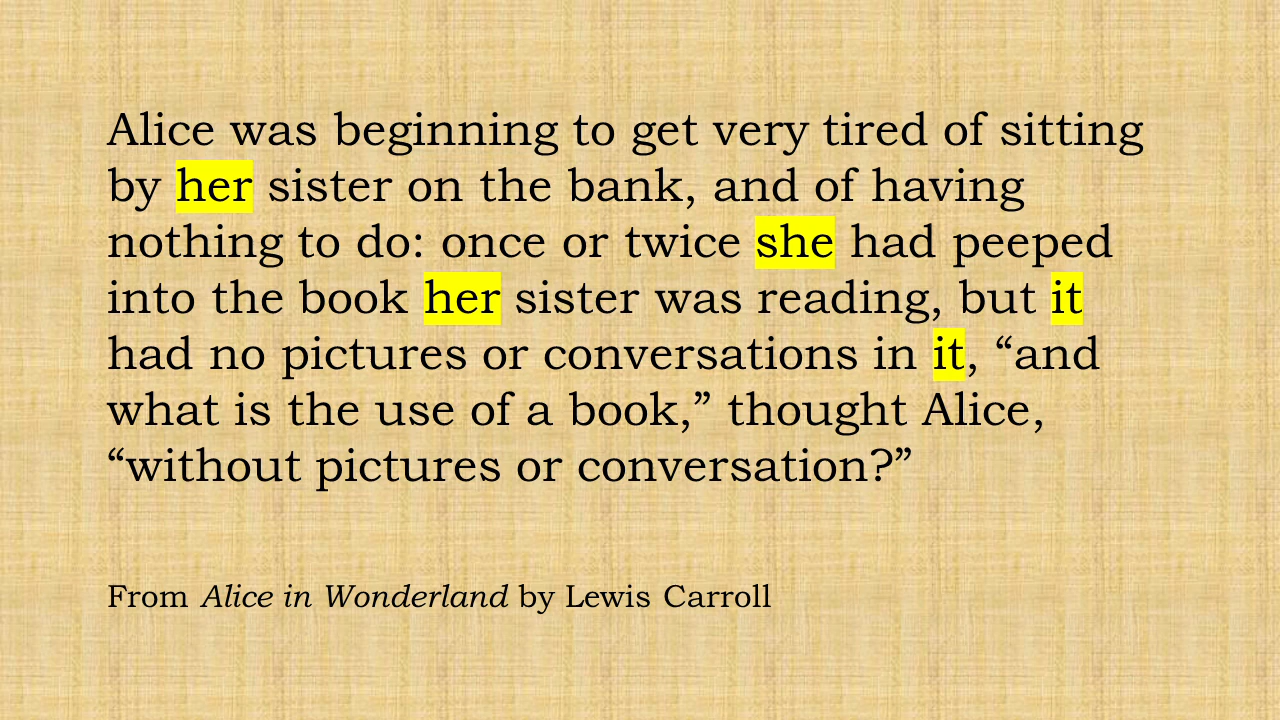 Alice was beginning to get very tired of sitting
by her sister on the bank, and of having
nothing to do: once or twice she had peeped
into the book her sister was reading, but it
had no pictures or conversations in it, “and
what is the use of a book,” thought Alice,
“without pictures or conversation?”
From Alice in Wonderland by Lewis Carroll